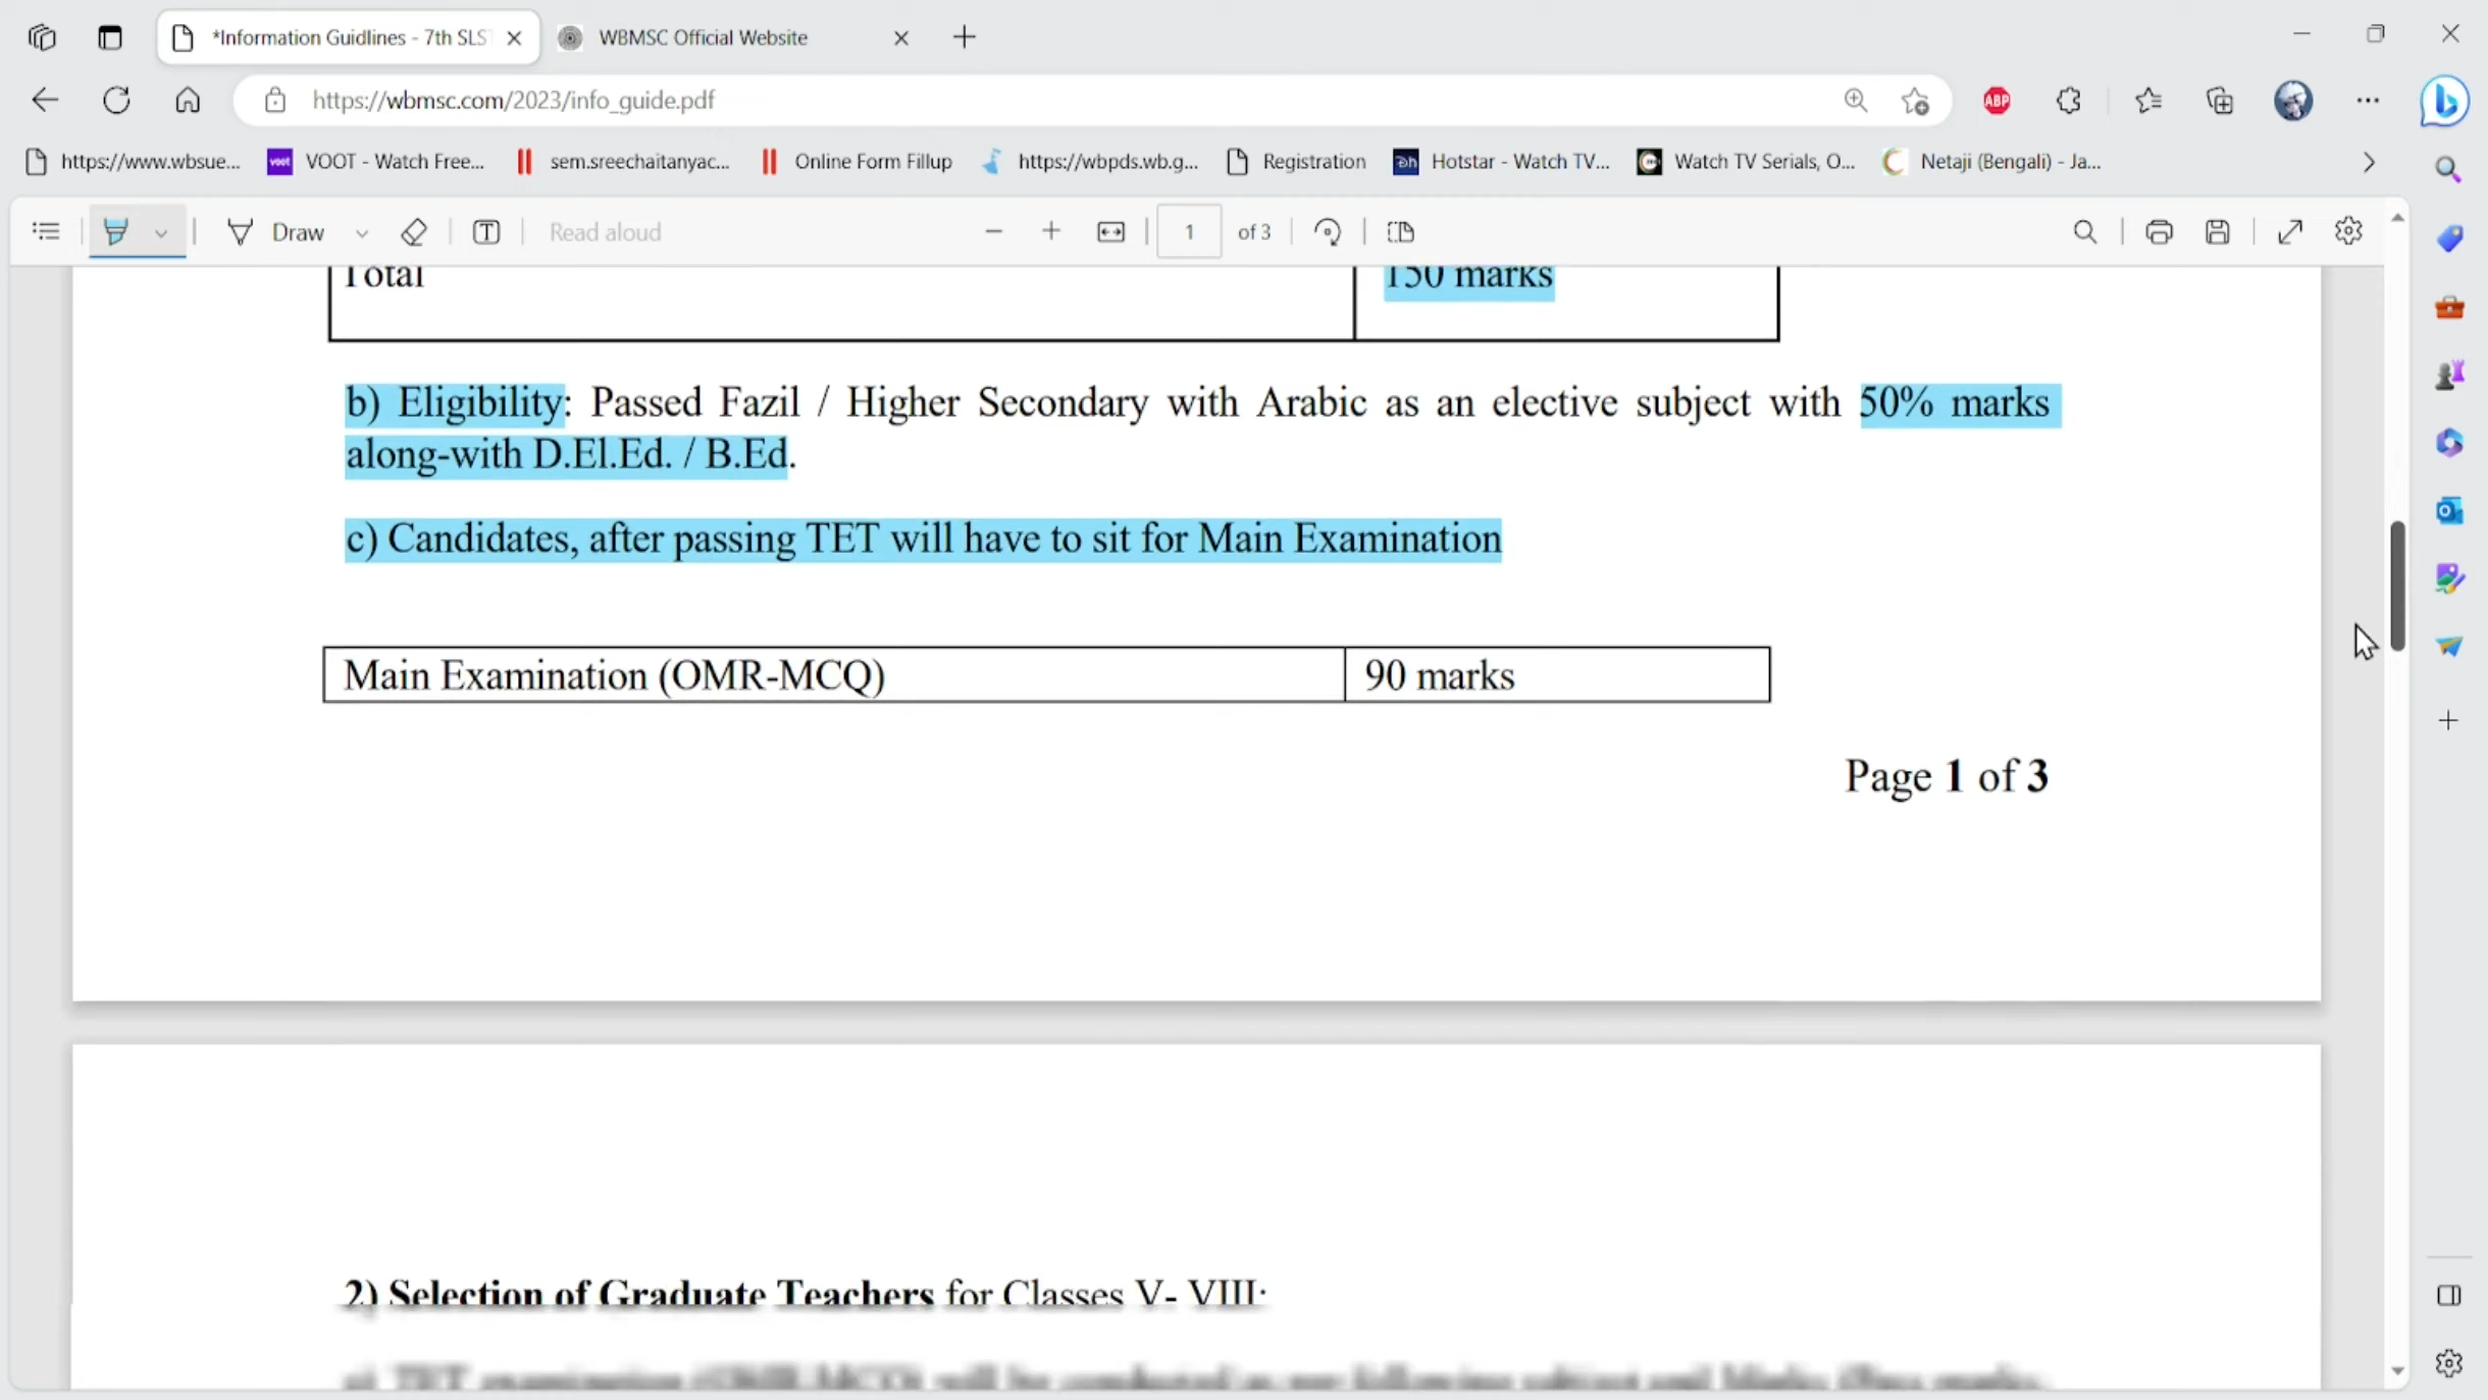 *Information Guidlines - 7th SLS
WBMSC Official Website
https://wbmsc.com/2023/info_guide.pdf
ABP
https://www.wbsue...
voot
VOOT - Watch Free...
sem.sreechaitanyac...
Online Form Fillup
https://wbpds.wb.g...
Registration
Hotstar - Watch TV...
Watch TV Serials, O...
Netaji (Bengali) - Ja...
Draw
Read aloud
1
of 3
Total
150 marks
b) Eligibility: Passed Fazil / Higher Secondary with Arabic as an elective subject with 50% marks
along-with D.El.Ed. / B.Ed.
c) Candidates, after passing TET will have to sit for Main Examination
Main Examination (OMR-MCQ)
90 marks
Page 1 of 3
2) Selection of Graduate Teachers for Classes V- VIII: